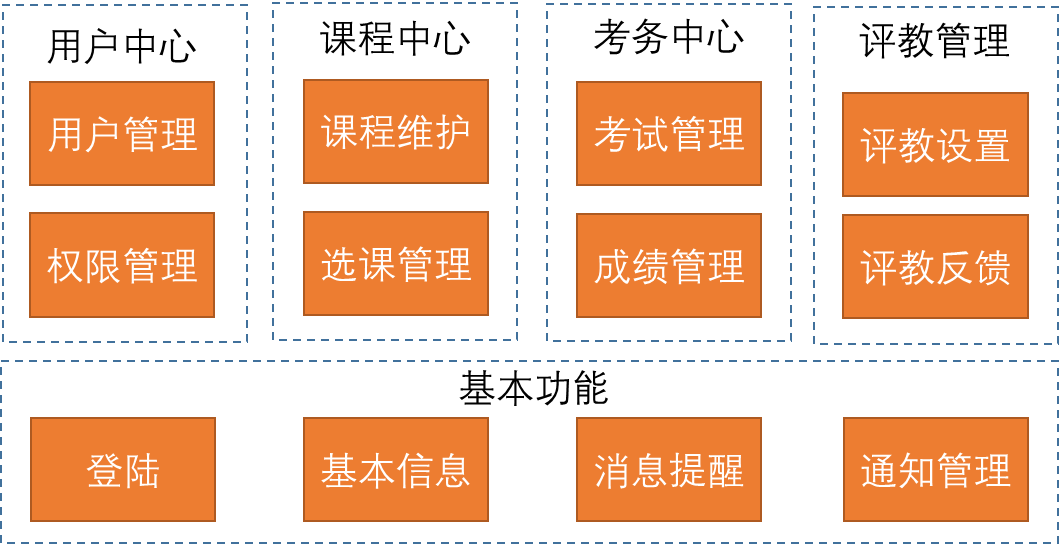 用户中心
用户管理
权限管理
课程中心
课程维护
选课管理
考务中心
考试管理
成绩管理
评教管理
评教设置
评教反馈
基本功能
登陆
基本信息
消息提醒
通知管理